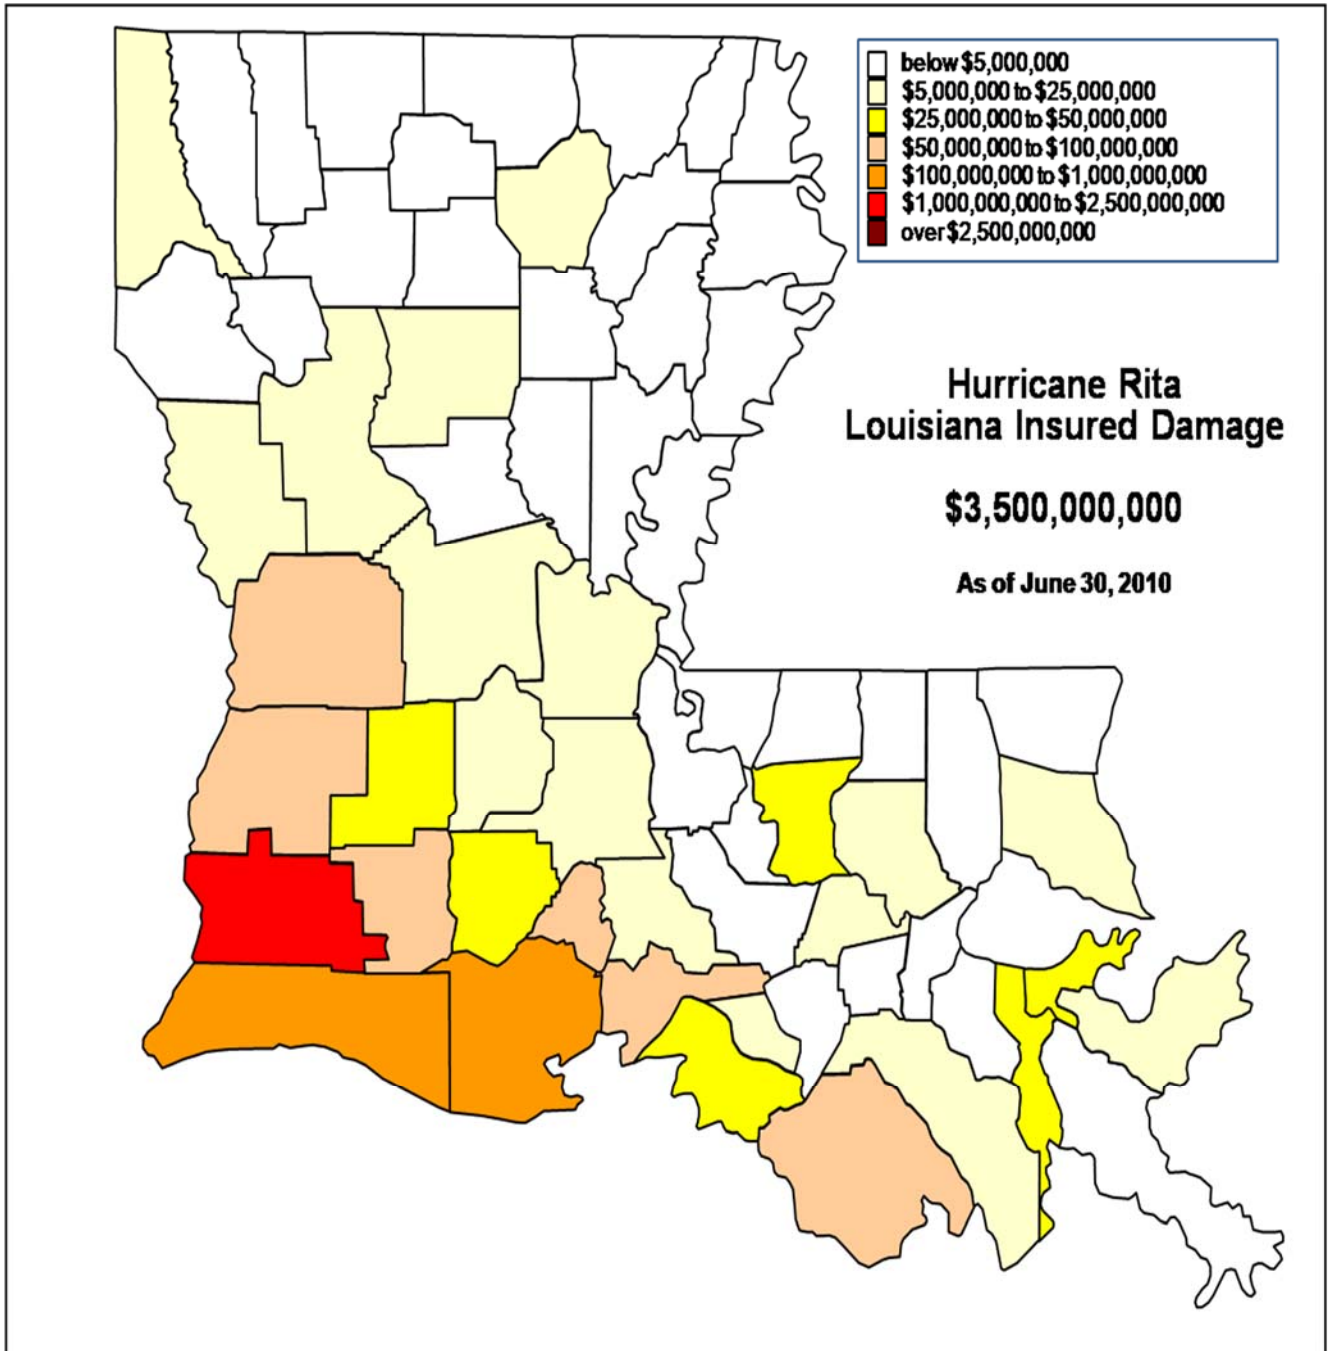 below $5,000,000
$5,000,000 to $25,000,000
$25,000,000 to $50,000,000
$50,000,000 to $100,000,000
$100,000,000 to $1,000,000,000
$1,000,000,000 to $2,500,000,000
over $2,500,000,000
Hurricane Rita
Louisiana Insured Damage
$3,500,000,000
As of June 30, 2010